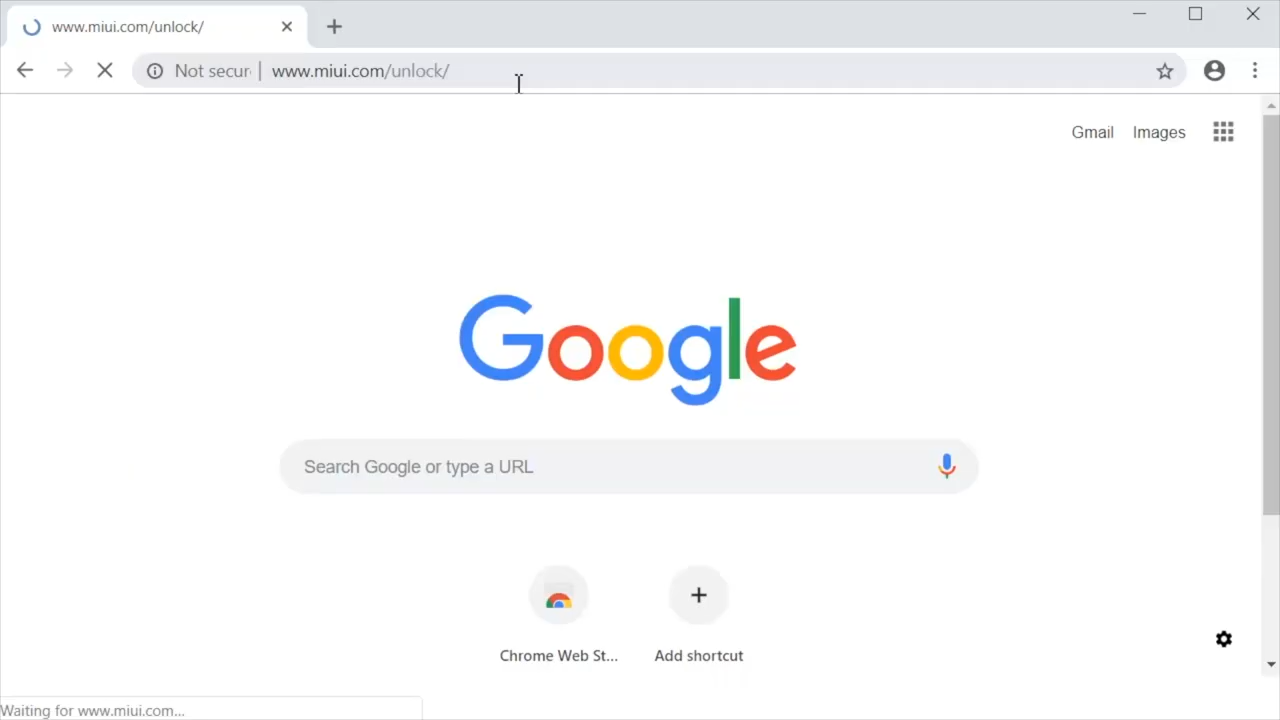 www.miui.com/unlock/
Not secur
www.miui.com/unlock/
Gmail Images
Google
Search Google or type a URL
Chrome Web St... Add shortcut
Waiting for www.miui.com...